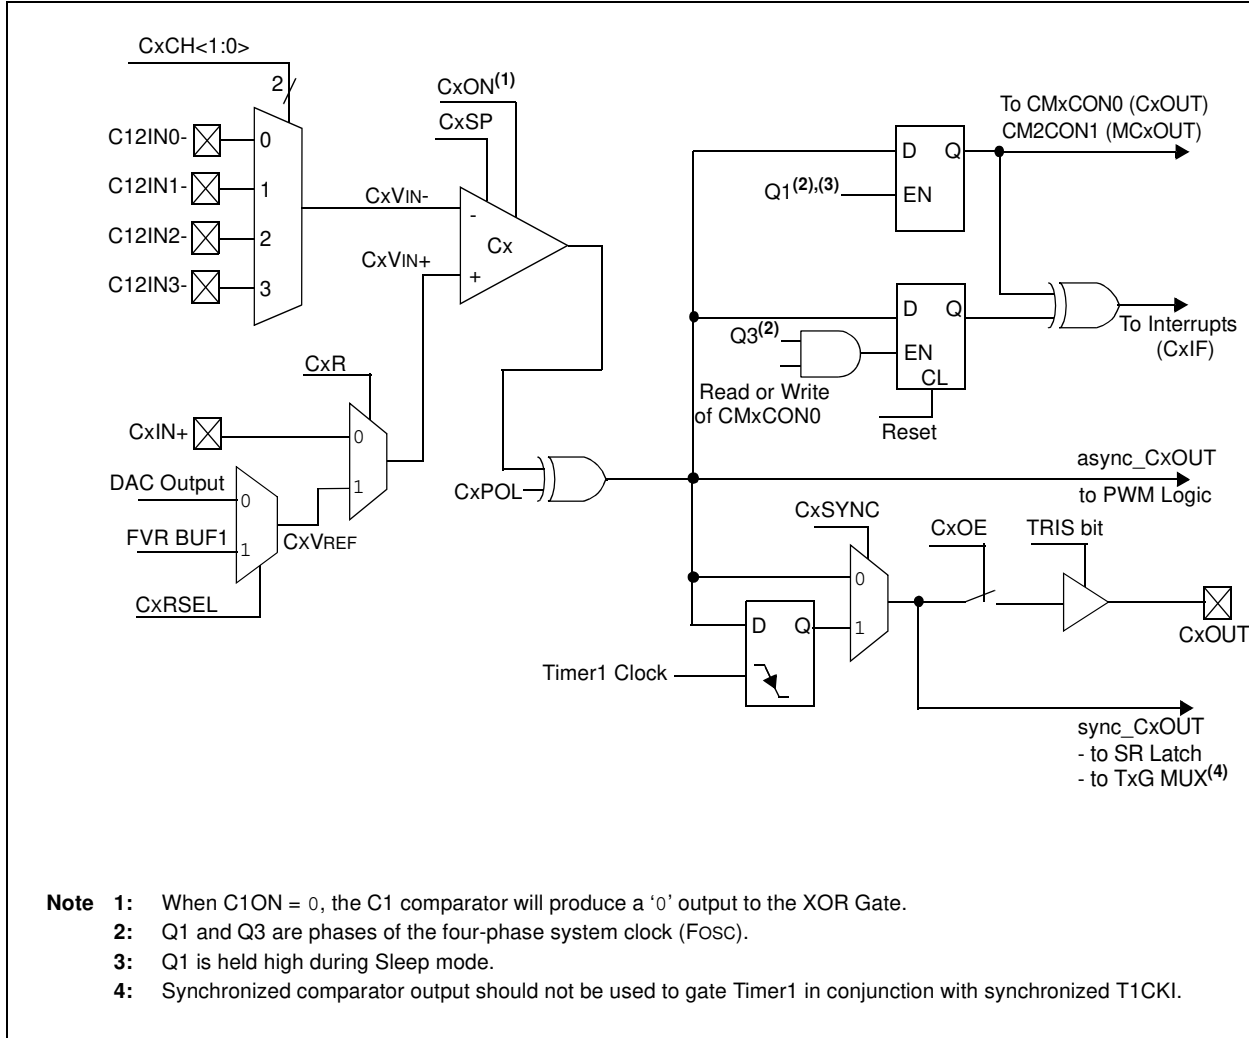 CxCH<1:0>
2
C12IN0-
C12IN1-
C12IN2-
C12IN3-
0
1
2
3
CxON(1)
CxSP
CxVIN-
CxVIN+
-
+
Cx
CxR
CxIN+
0
1
DAC Output
FVR BUF1
0
1
CxVREF
CxRSEL
CxPOL
D Q
EN
Q1(2),(3)
To CMxCON0 (CxOUT)
CM2CON1 (MCxOUT)
D Q
EN
CL
Q3(2)
Read or Write
of CMxCON0
Reset
To Interrupts
(CxIF)
async_CxOUT
to PWM Logic
CxSYNC
0
1
D Q
Timer1 Clock
CxOE
TRIS bit
CxOUT
sync_CxOUT
- to SR Latch
- to TxG MUX(4)
Note 1: When C1ON = 0, the C1 comparator will produce a ‘0’ output to the XOR Gate.
2: Q1 and Q3 are phases of the four-phase system clock (FOSC).
3: Q1 is held high during Sleep mode.
4: Synchronized comparator output should not be used to gate Timer1 in conjunction with synchronized T1CKI.